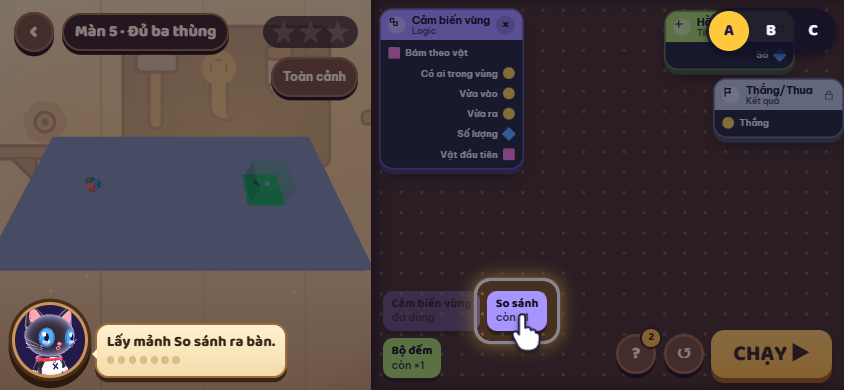 Màn 5 · Đủ ba thùng
Toàn cảnh
Lấy mảnh So sánh ra bàn.
Cảm biến vùng
Logic
Bám theo vật
Có ai trong vùng
Vừa vào
Vừa ra
Số lượng
Vật đầu tiên
A
B
C
Số
Thắng/Thua
Kết quả
Thắng
Cảm biến vùng
đã dùng
So sánh
còn
Bộ đếm
còn ×1
?
2
CHẠY